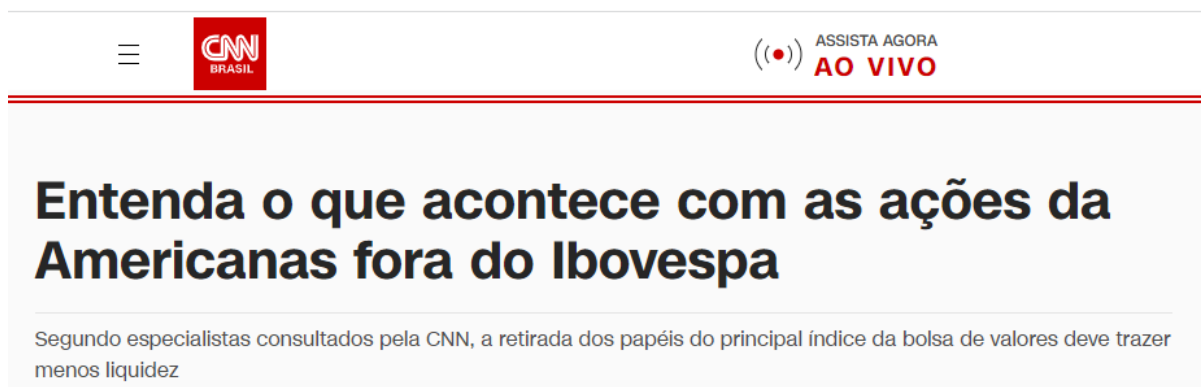 CNN
BRASIL
ASSISTA AGORA
AO VIVO
Entenda o que acontece com as ações da
Americanas fora do Ibovespa
Segundo especialistas consultados pela CNN, a retirada dos papéis do principal índice da bolsa de valores deve trazer
menos liquidez